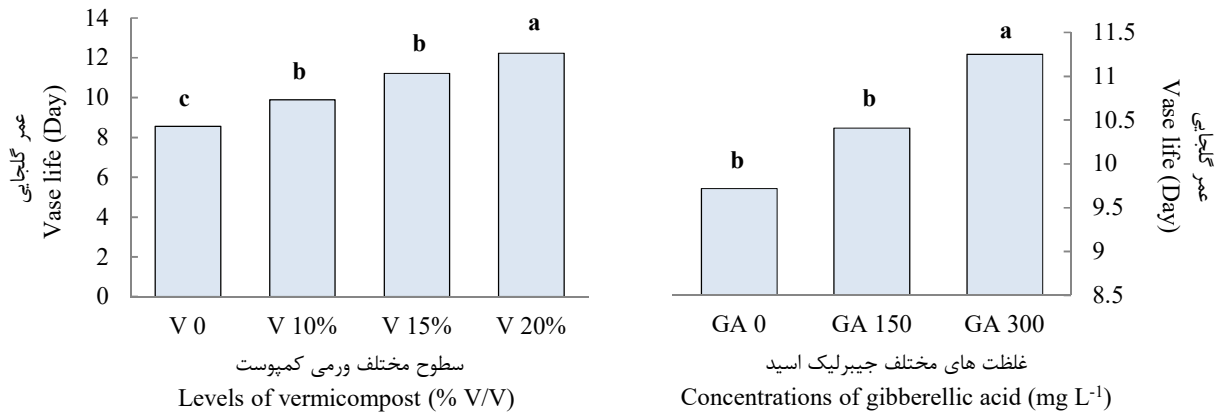 عمر گلجایی
Vase life (Day)
14
12
10
8
6
4
2
0
c
b
b
a
V 0
V 10%
V 15%
V 20%
سطوح مختلف ورمی کمپوست
Levels of vermicompost (% V/V)
b
b
a
11.5
11
10.5
10
9.5
9
8.5
عمر گلجایی
Vase life (Day)
GA 0
GA 150
GA 300
غلظت های مختلف جیبرلیک اسید
Concentrations of gibberellic acid (mg L⁻¹)